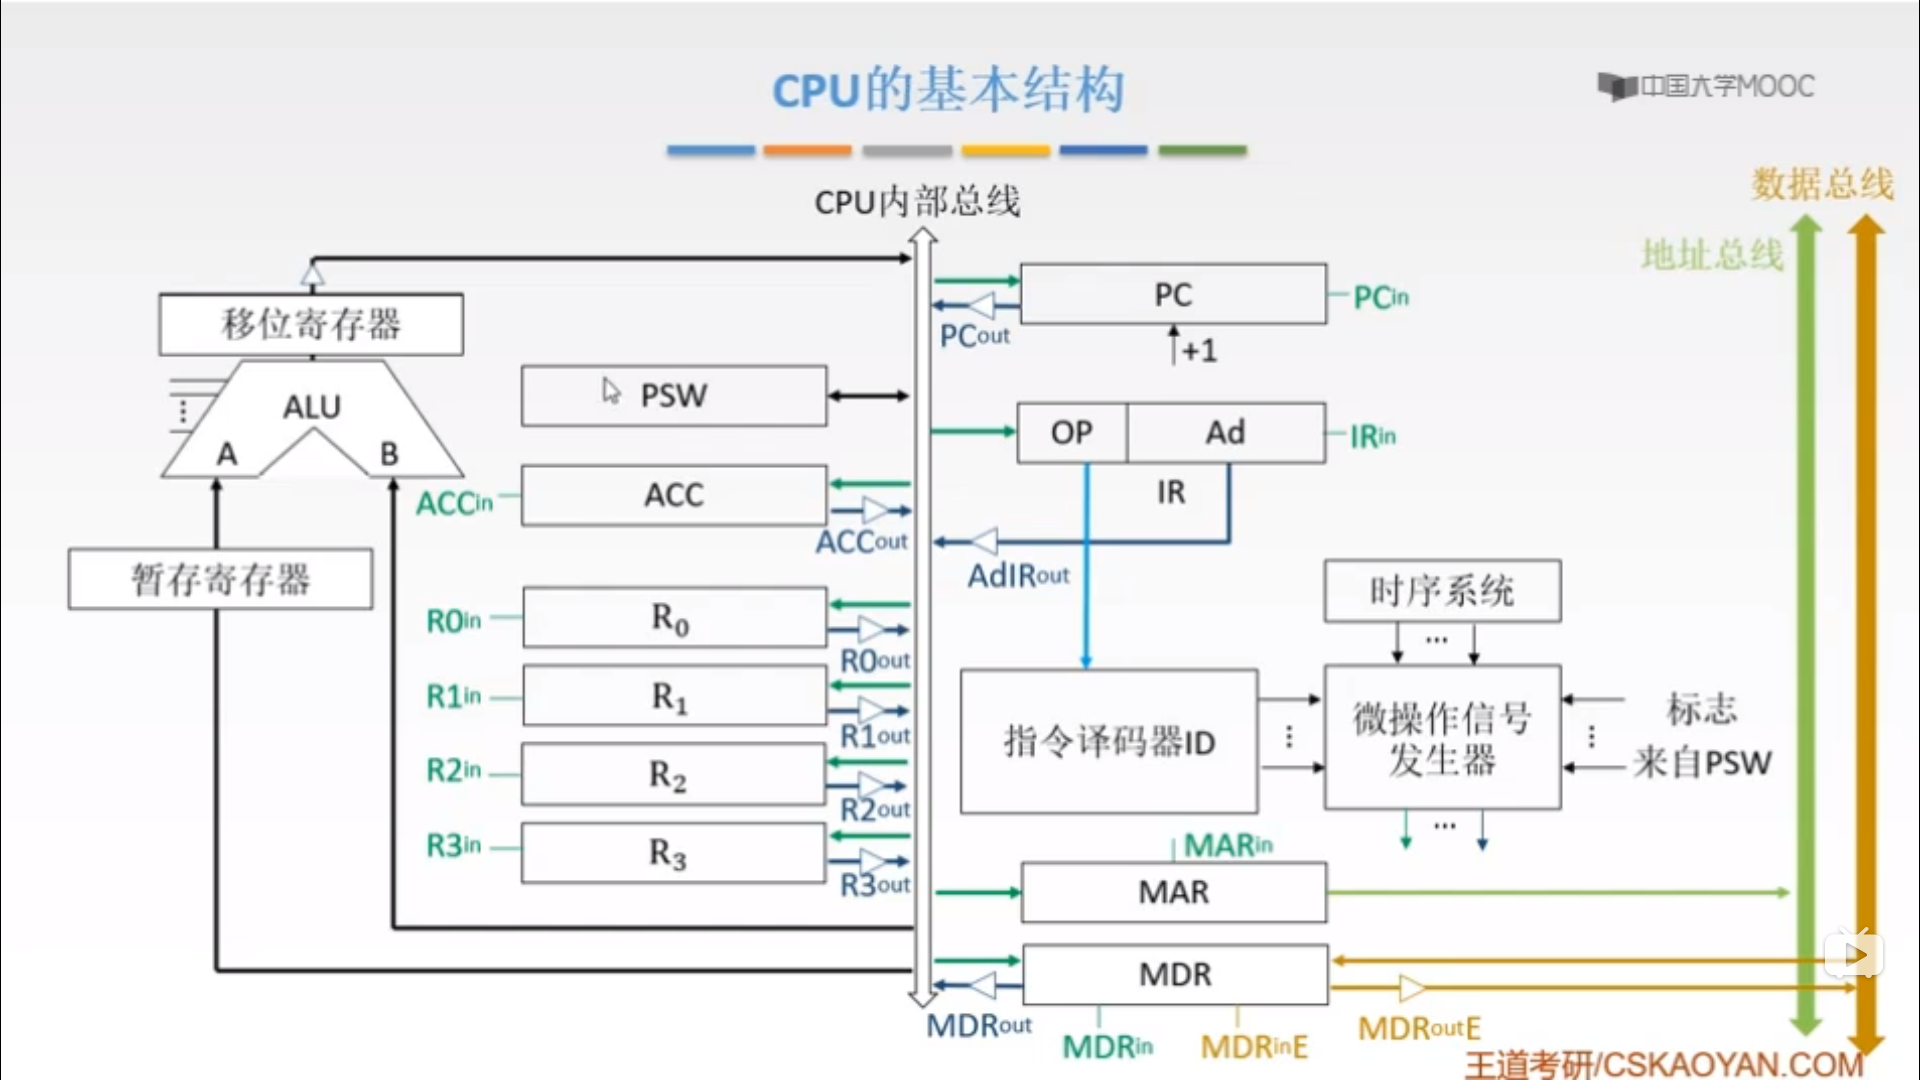 CPU的基本结构
中国大学MOOC
数据总线
地址总线
CPU内部总线
移位寄存器
ALU
A
B
暂存寄存器
PSW
ACCin
ACC
ACCout
R0in
R₀
R0out
R1in
R₁
R1out
R2in
R₂
R2out
R3in
R₃
R3out
PC
PCin
PCout
+1
OP
Ad
IRin
IR
AdIRout
时序系统
...
指令译码器ID
⋮
微操作信号
发生器
⋮
标志
来自PSW
...
MARin
MAR
MDR
MDRout
MDRin
MDRinE
MDRoutE
王道考研/CSKAOYAN.COM